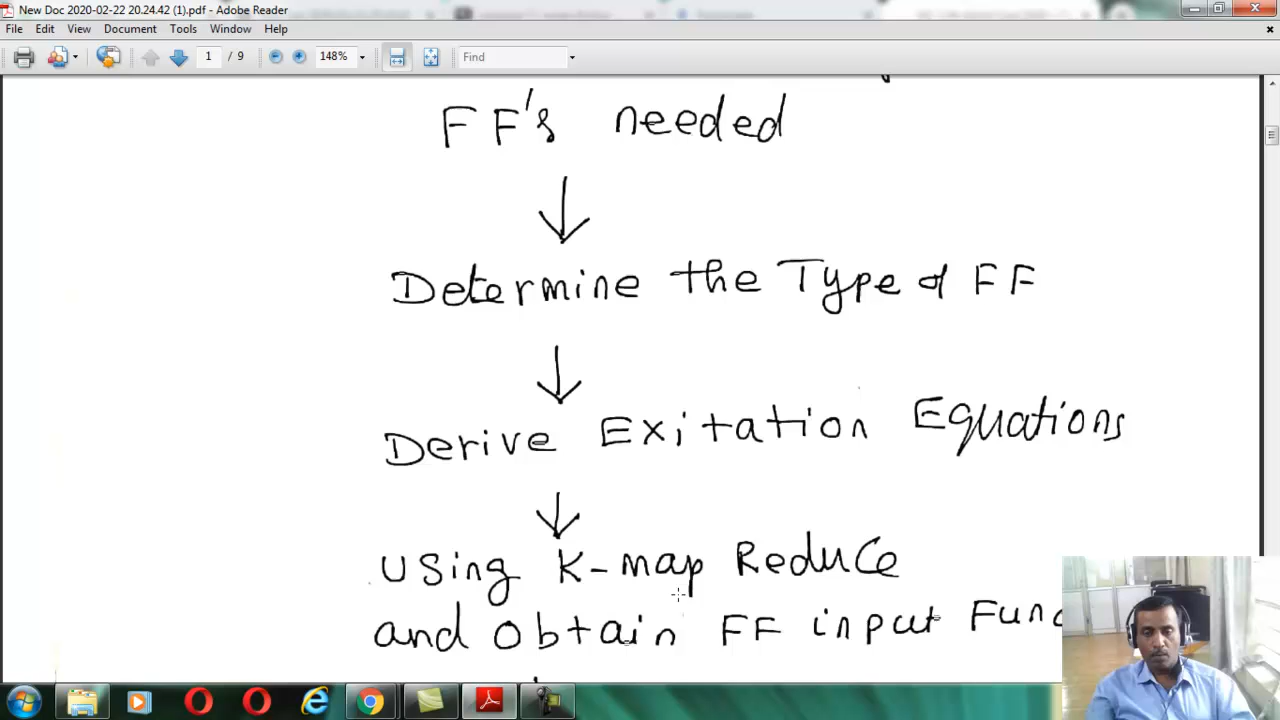 New Doc 2020-02-22 20.24.42 (1).pdf - Adobe Reader
File Edit View Document Tools Window Help
1 / 9 148% Find
FF's needed
Determine the Type of FF
Derive Exitation Equations
Using K-map Reduce
and obtain FF input Func